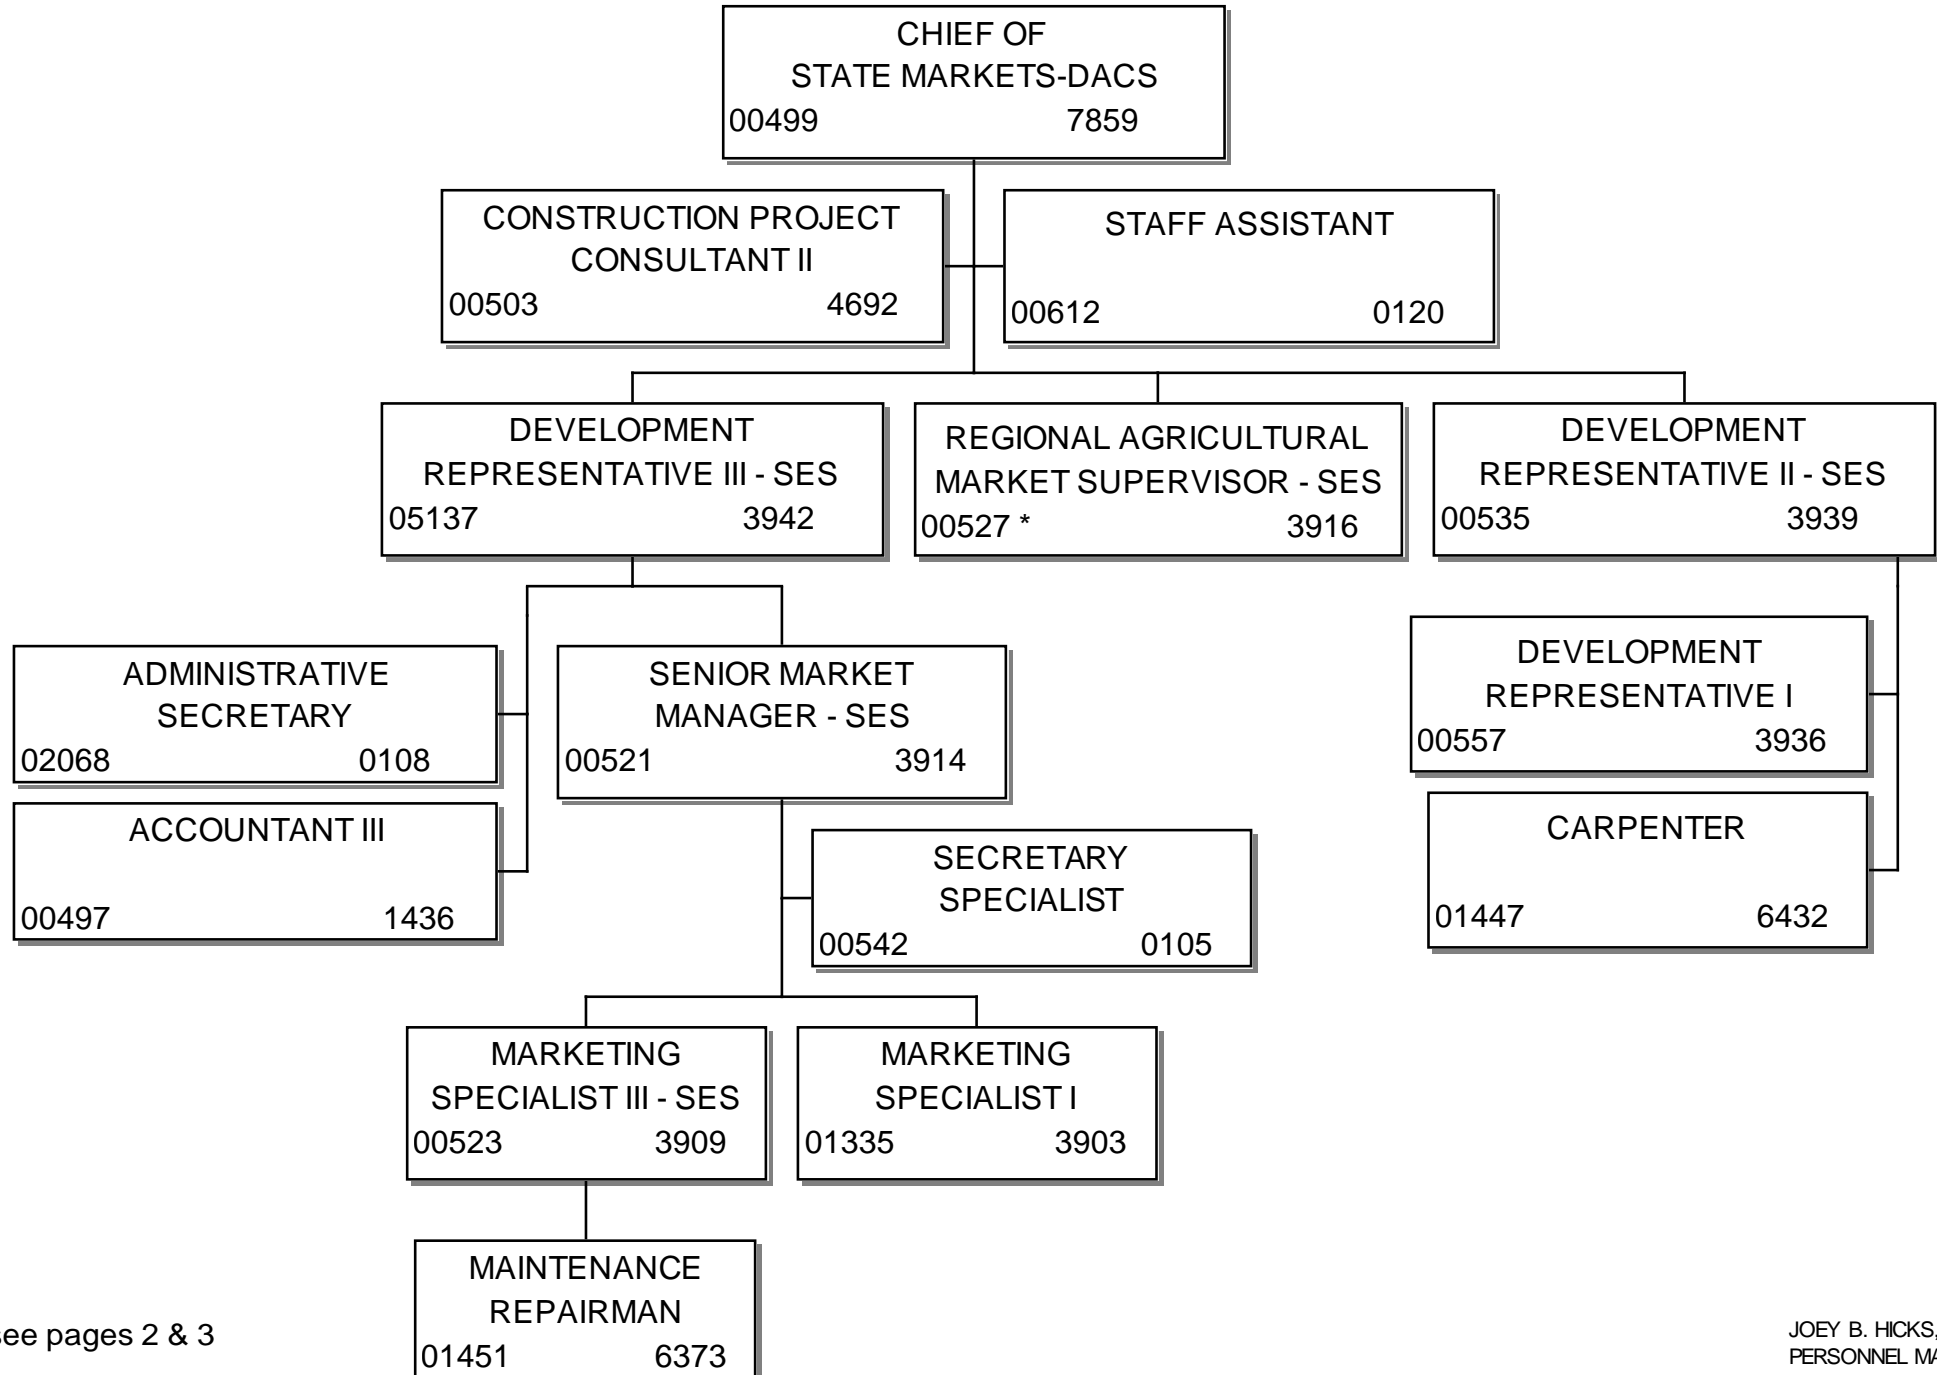 CHIEF OF
STATE MARKETS-DACS
00499 7859
CONSTRUCTION PROJECT
CONSULTANT II
00503 4692
STAFF ASSISTANT
00612 0120
DEVELOPMENT
REPRESENTATIVE III - SES
05137 3942
REGIONAL AGRICULTURAL
MARKET SUPERVISOR - SES
00527 * 3916
DEVELOPMENT
REPRESENTATIVE II - SES
00535 3939
ADMINISTRATIVE
SECRETARY
02068 0108
SENIOR MARKET
MANAGER - SES
00521 3914
DEVELOPMENT
REPRESENTATIVE I
00557 3936
ACCOUNTANT III
00497 1436
SECRETARY
SPECIALIST
00542 0105
CARPENTER
01447 6432
MARKETING
SPECIALIST III - SES
00523 3909
MARKETING
SPECIALIST I
01335 3903
MAINTENANCE
REPAIRMAN
01451 6373
see pages 2 & 3
JOEY B. HICKS,
PERSONNEL